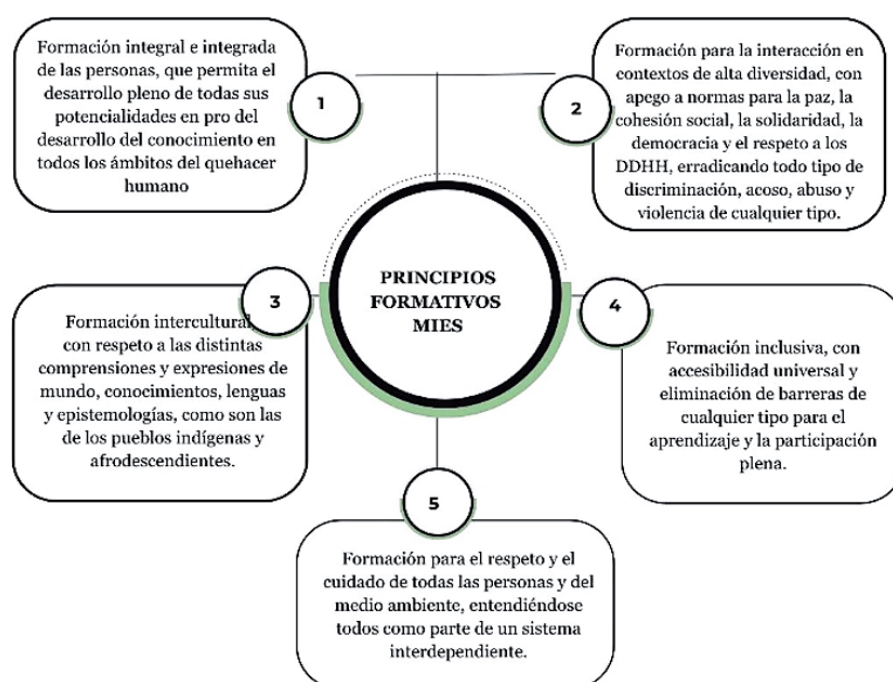 Formación integral e integrada
de las personas, que permita el
desarrollo pleno de todas sus
potencialidades en pro del
desarrollo del conocimiento en
todos los ámbitos del quehacer
humano
1
2
Formación para la interacción en
contextos de alta diversidad, con
apego a normas para la paz, la
cohesión social, la solidaridad, la
democracia y el respeto a los
DDHH, erradicando todo tipo de
discriminación, acoso, abuso y
violencia de cualquier tipo.
PRINCIPIOS
FORMATIVOS
MIES
3
Formación intercultural
con respeto a las distintas
comprensiones y expresiones de
mundo, conocimientos, lenguas
y epistemologías, como son las
de los pueblos indígenas y
afrodescendientes.
4
Formación inclusiva, con
accesibilidad universal y
eliminación de barreras de
cualquier tipo para el
aprendizaje y la participación
plena.
5
Formación para el respeto y el
cuidado de todas las personas y del
medio ambiente, entendiéndose
todos como parte de un sistema
interdependiente.